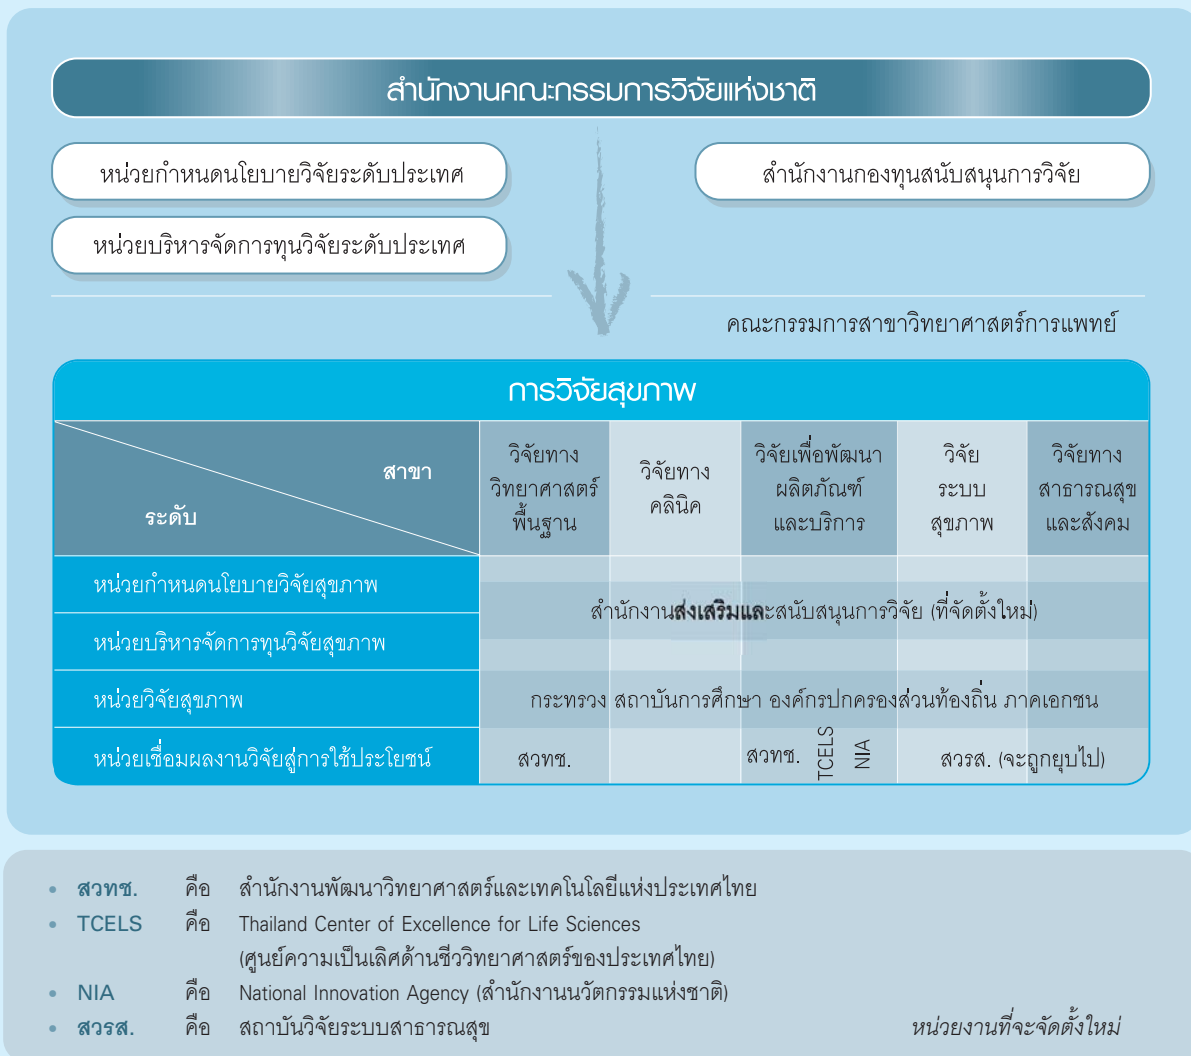 สำนักงานคณะกรรมการวิจัยแห่งชาติ
หน่วยกำหนดนโยบายวิจัยระดับประเทศ
สำนักงานกองทุนสนับสนุนการวิจัย
หน่วยบริหารจัดการทุนวิจัยระดับประเทศ
คณะกรรมการสาขาวิทยาศาสตร์การแพทย์
การวิจัยสุขภาพ
สาขา
ระดับ
วิจัยทาง
วิทยาศาสตร์
พื้นฐาน
วิจัยทาง
คลินิค
วิจัยเพื่อพัฒนา
ผลิตภัณฑ์
และบริการ
วิจัย
ระบบ
สุขภาพ
วิจัยทาง
สาธารณสุข
และสังคม
หน่วยกำหนดนโยบายวิจัยสุขภาพ
สำนักงานส่งเสริมและสนับสนุนการวิจัย (ที่จัดตั้งใหม่)
หน่วยบริหารจัดการทุนวิจัยสุขภาพ
หน่วยวิจัยสุขภาพ
กระทรวง สถาบันการศึกษา องค์กรปกครองส่วนท้องถิ่น ภาคเอกชน
หน่วยเชื่อมผลงานวิจัยสู่การใช้ประโยชน์
สวทช.
สวทช.
TCELS
NIA
สวรส. (จะถูกยุบไป)
• สวทช. คือ สำนักงานพัฒนาวิทยาศาสตร์และเทคโนโลยีแห่งประเทศไทย
• TCELS คือ Thailand Center of Excellence for Life Sciences
(ศูนย์ความเป็นเลิศด้านชีววิทยาศาสตร์ของประเทศไทย)
• NIA คือ National Innovation Agency (สำนักงานนวัตกรรมแห่งชาติ)
• สวรส. คือ สถาบันวิจัยระบบสาธารณสุข
หน่วยงานที่จะจัดตั้งใหม่